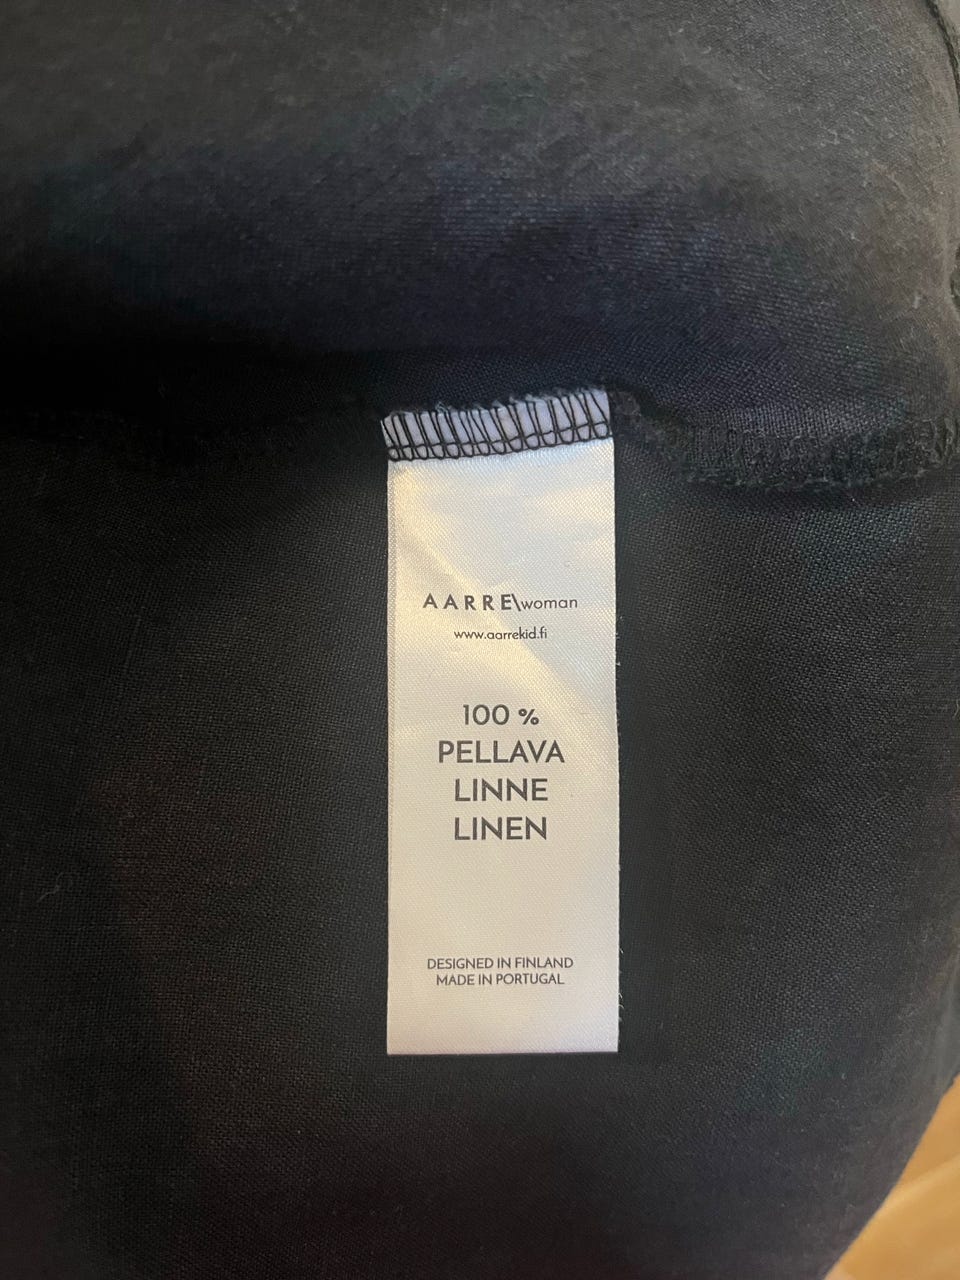 AARRE\woman
www.aarrekid.fi
100 %
PELLAVA
LINNE
LINEN
DESIGNED IN FINLAND
MADE IN PORTUGAL